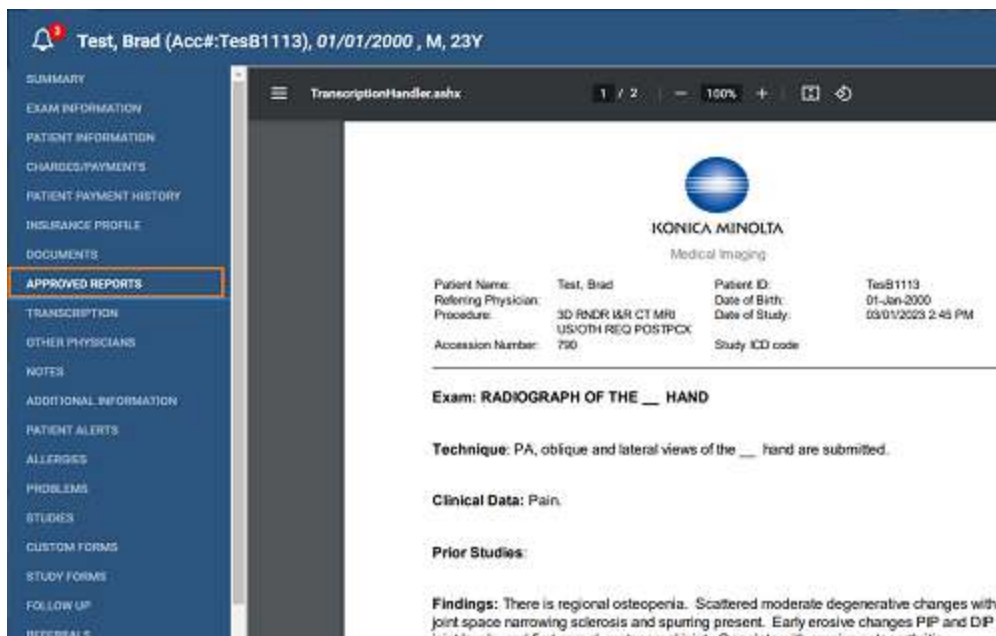 3
Test, Brad (Acc#:TesB1113), 01/01/2000 , M, 23Y
SUMMARY
EXAM INFORMATION
PATIENT INFORMATION
CHARGES/PAYMENTS
PATIENT PAYMENT HISTORY
INSURANCE PROFILE
DOCUMENTS
APPROVED REPORTS
TRANSCRIPTION
OTHER PHYSICIANS
NOTES
ADDITIONAL INFORMATION
PATIENT ALERTS
ALLERGIES
PROBLEMS
STUDIES
CUSTOM FORMS
STUDY FORMS
FOLLOW UP
REFERRALS
TranscriptionHandler.ashx 1 / 2 — 100% +
KONICA MINOLTA
Medical Imaging
Patient Name: Test, Brad Patient ID: TesB1113
Referring Physician: Date of Birth: 01-Jan-2000
Procedure: 3D RNDR I&R CT MRI Date of Study: 03/01/2023 2:45 PM
US/OTH REQ POSTPCX
Accession Number: 790 Study ICD code
Exam: RADIOGRAPH OF THE __ HAND
Technique: PA, oblique and lateral views of the __ hand are submitted.
Clinical Data: Pain.
Prior Studies:
Findings: There is regional osteopenia. Scattered moderate degenerative changes with
joint space narrowing sclerosis and spurring present. Early erosive changes PIP and DIP